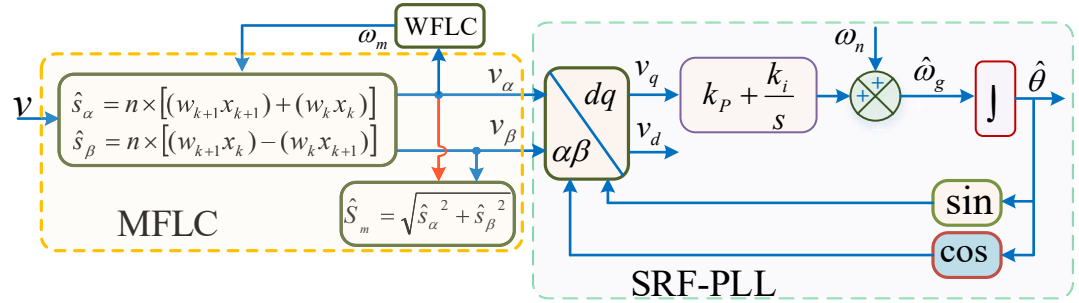 WFLC
ω_m
v
ŝ_α = n × [(w_{k+1}x_{k+1}) + (w_k x_k)]
ŝ_β = n × [(w_{k+1}x_k) − (w_k x_{k+1})]
Ŝ_m = √(ŝ_α² + ŝ_β²)
MFLC
v_α
v_β
dq
αβ
v_q
v_d
k_P + k_i/s
ω_n
+
+
ω̂_g
∫
θ̂
sin
cos
SRF-PLL